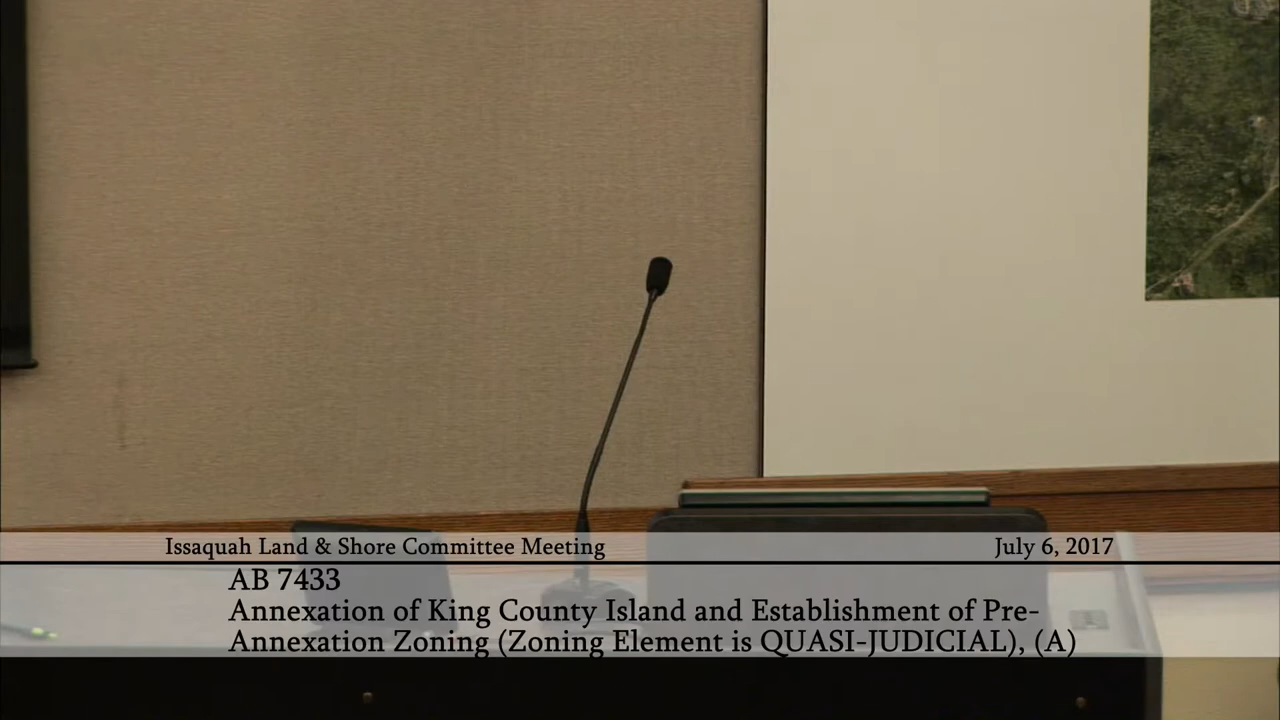 Issaquah Land & Shore Committee Meeting July 6, 2017
AB 7433
Annexation of King County Island and Establishment of Pre-
Annexation Zoning (Zoning Element is QUASI-JUDICIAL), (A)